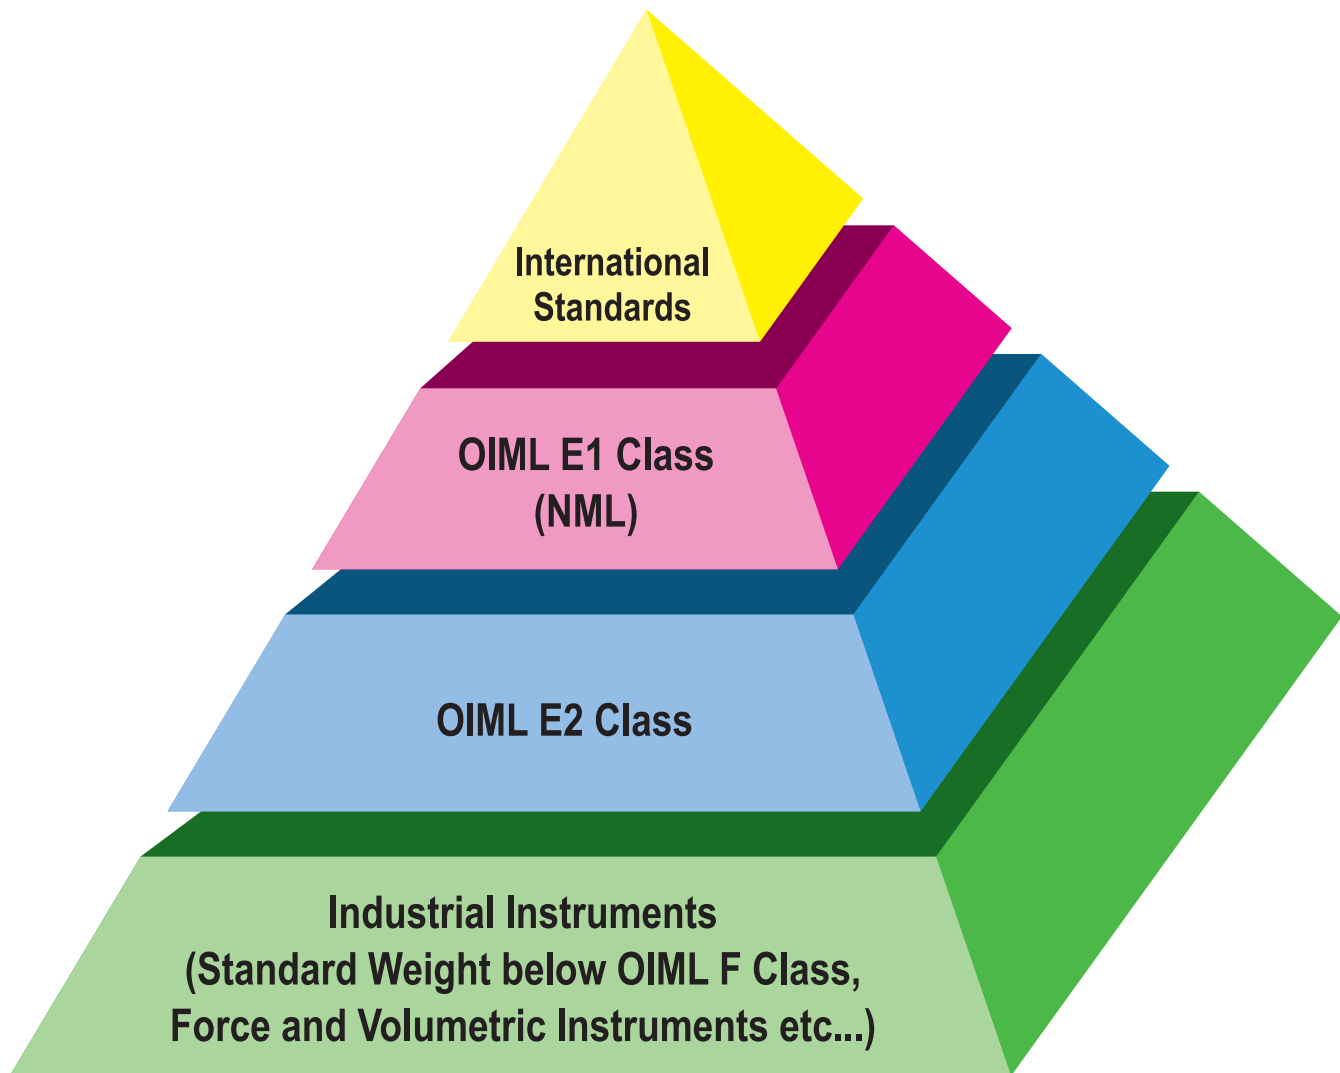 International
Standards
OIML E1 Class
(NML)
OIML E2 Class
Industrial Instruments
(Standard Weight below OIML F Class,
Force and Volumetric Instruments etc...)